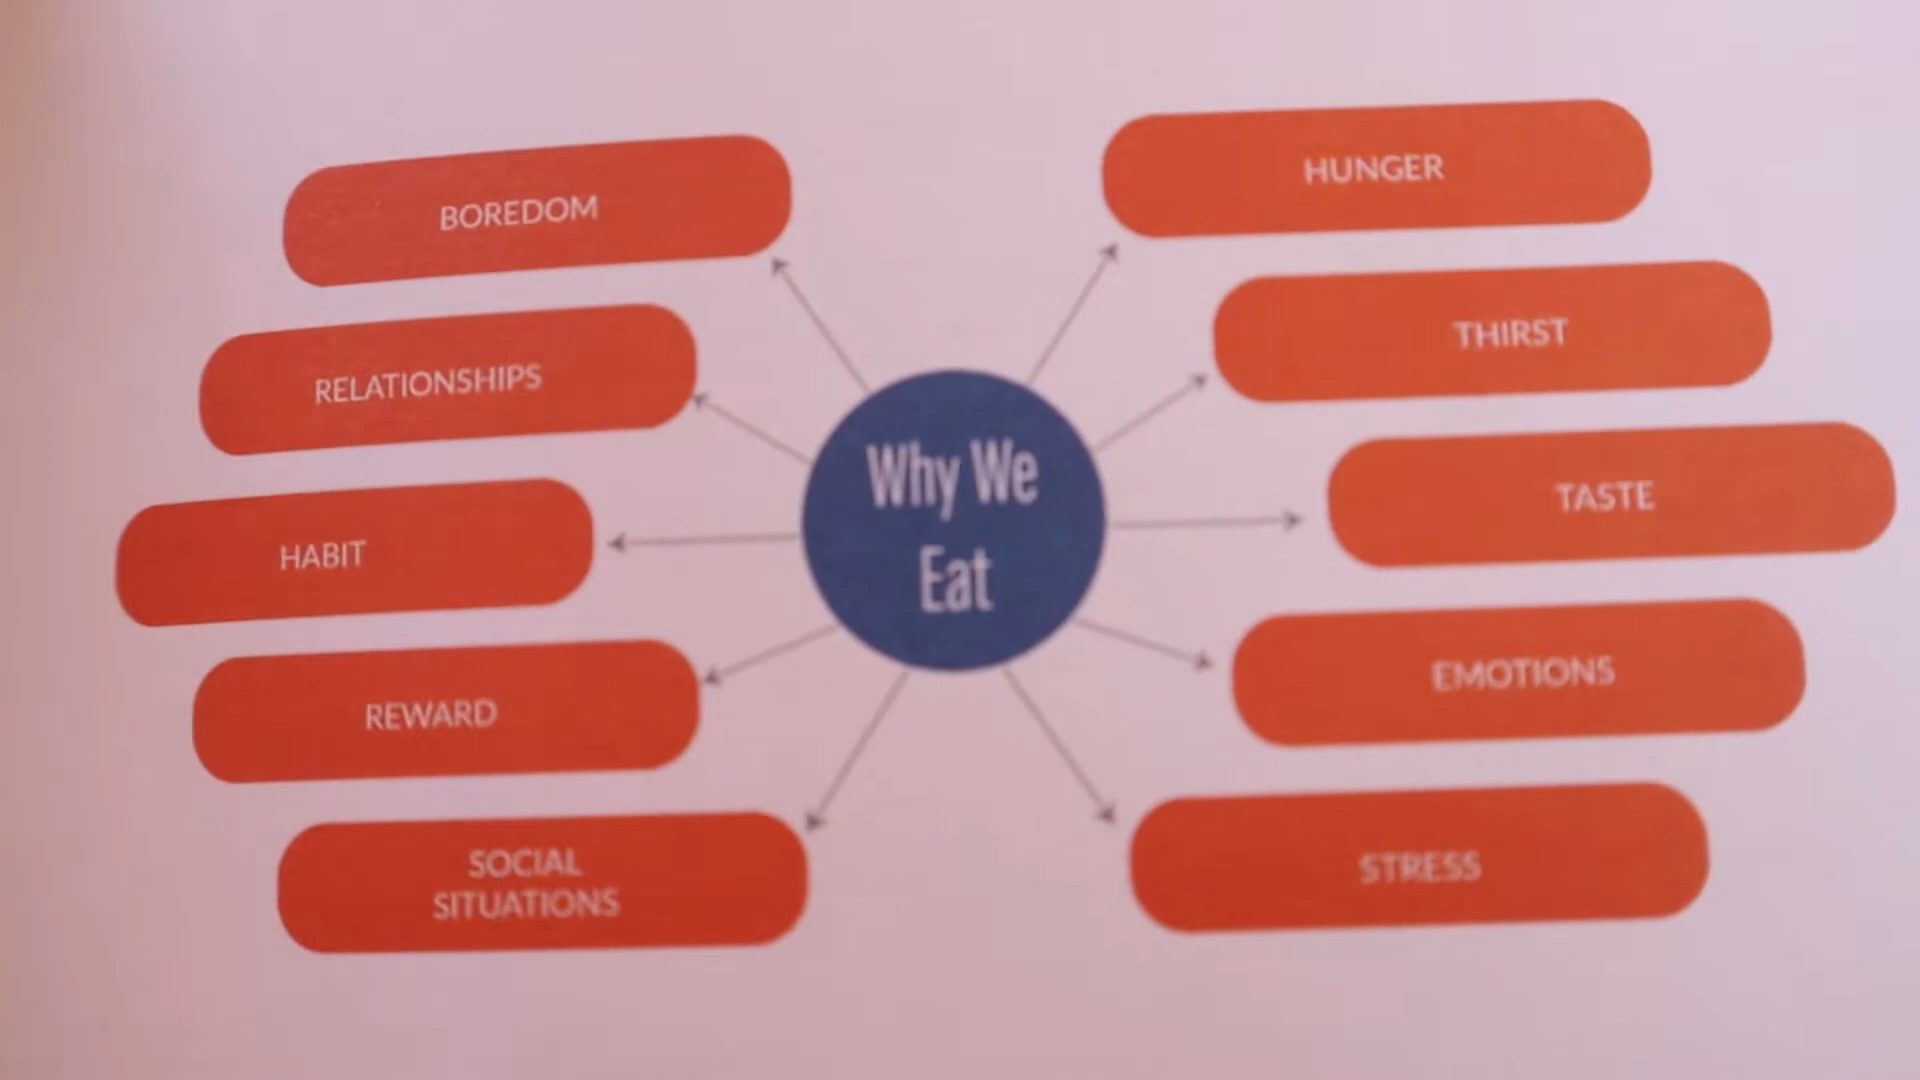 BOREDOM
RELATIONSHIPS
HABIT
REWARD
SOCIAL
SITUATIONS
Why We
Eat
HUNGER
THIRST
TASTE
EMOTIONS
STRESS